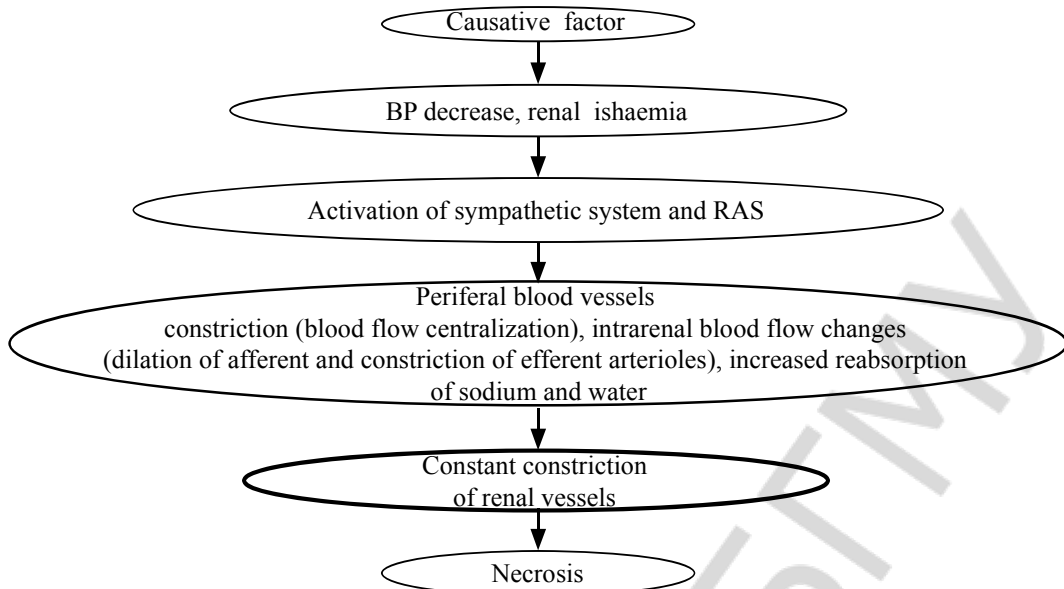 Causative factor
BP decrease, renal ishaemia
Activation of sympathetic system and RAS
Periferal blood vessels
constriction (blood flow centralization), intrarenal blood flow changes
(dilation of afferent and constriction of efferent arterioles), increased reabsorption
of sodium and water
Constant constriction
of renal vessels
Necrosis
БГМУ